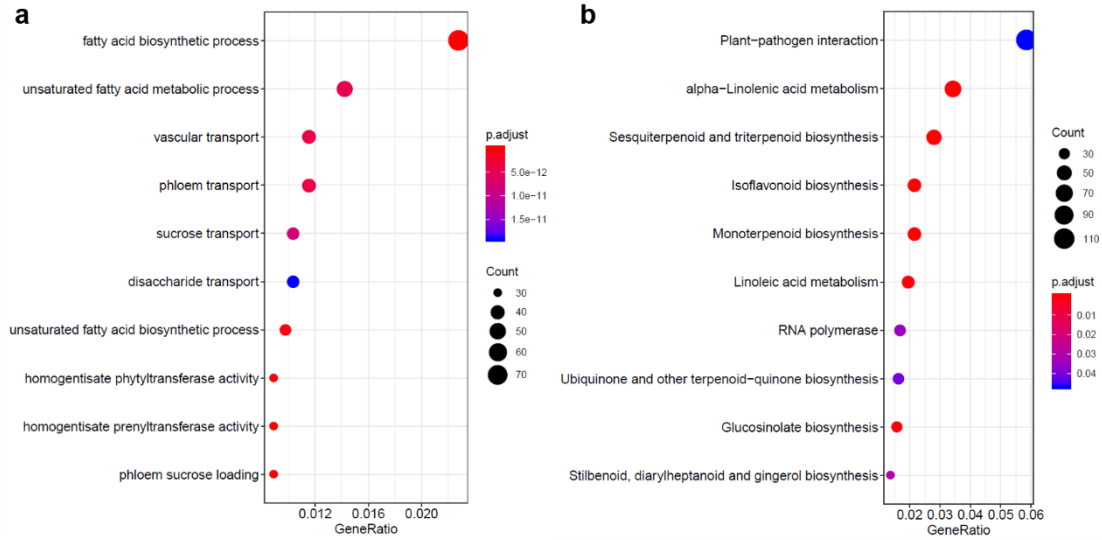 a
fatty acid biosynthetic process
unsaturated fatty acid metabolic process
vascular transport
phloem transport
sucrose transport
disaccharide transport
unsaturated fatty acid biosynthetic process
homogentisate phytyltransferase activity
homogentisate prenyltransferase activity
phloem sucrose loading
0.012 0.016 0.020
GeneRatio
p.adjust
5.0e-12
1.0e-11
1.5e-11
Count
30
40
50
60
70
b
Plant-pathogen interaction
alpha-Linolenic acid metabolism
Sesquiterpenoid and triterpenoid biosynthesis
Isoflavonoid biosynthesis
Monoterpenoid biosynthesis
Linoleic acid metabolism
RNA polymerase
Ubiquinone and other terpenoid-quinone biosynthesis
Glucosinolate biosynthesis
Stilbenoid, diarylheptanoid and gingerol biosynthesis
0.02 0.03 0.04 0.05 0.06
GeneRatio
Count
30
50
70
90
110
p.adjust
0.01
0.02
0.03
0.04